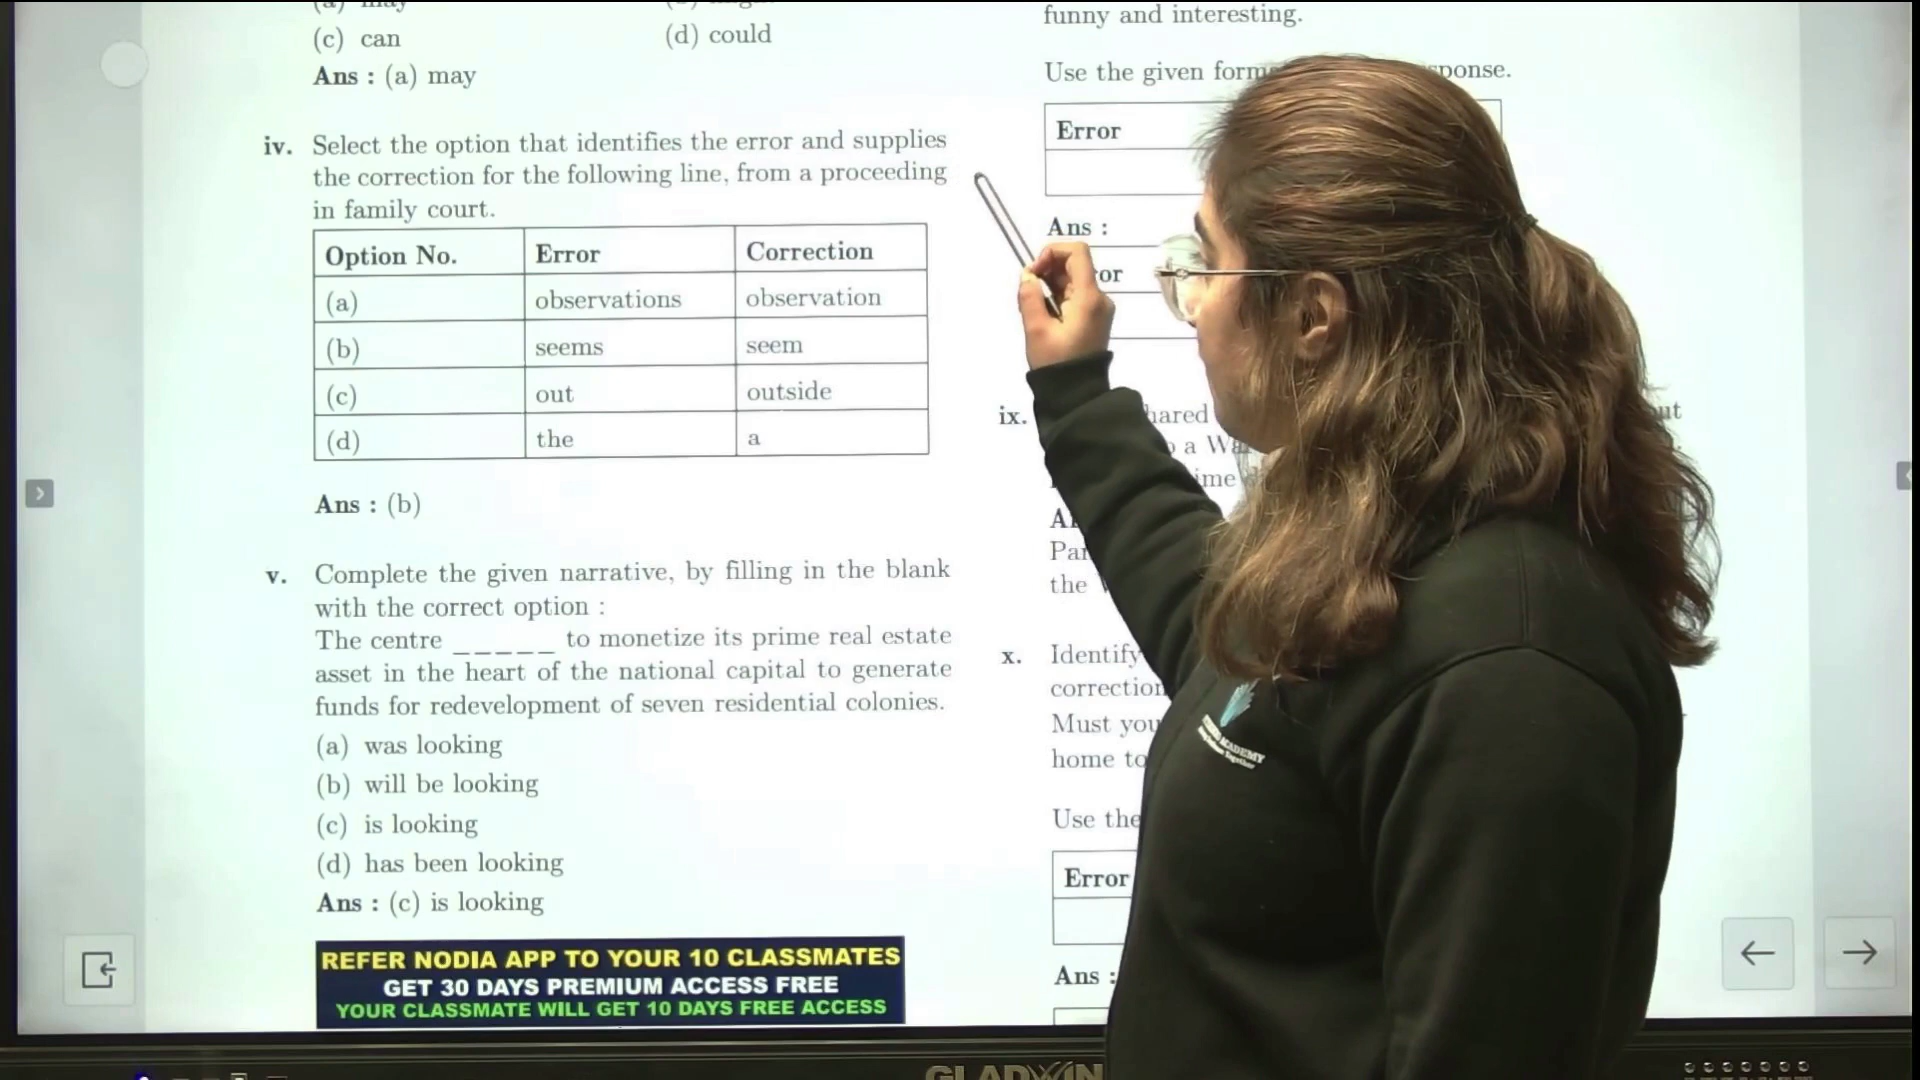 (c) can
(d) could
Ans : (a) may
iv. Select the option that identifies the error and supplies
the correction for the following line, from a proceeding
in family court.
Option No. Error Correction
(a) observations observation
(b) seems seem
(c) out outside
(d) the a
Ans : (b)
v. Complete the given narrative, by filling in the blank
with the correct option :
The centre _____ to monetize its prime real estate
asset in the heart of the national capital to generate
funds for redevelopment of seven residential colonies.
(a) was looking
(b) will be looking
(c) is looking
(d) has been looking
Ans : (c) is looking
REFER NODIA APP TO YOUR 10 CLASSMATES
GET 30 DAYS PREMIUM ACCESS FREE
YOUR CLASSMATE WILL GET 10 DAYS FREE ACCESS
funny and interesting.
Use the given
Error
Ans :
ix.
a
the
x. Identify
correction
Must you
home to
Use the
Error
Ans :